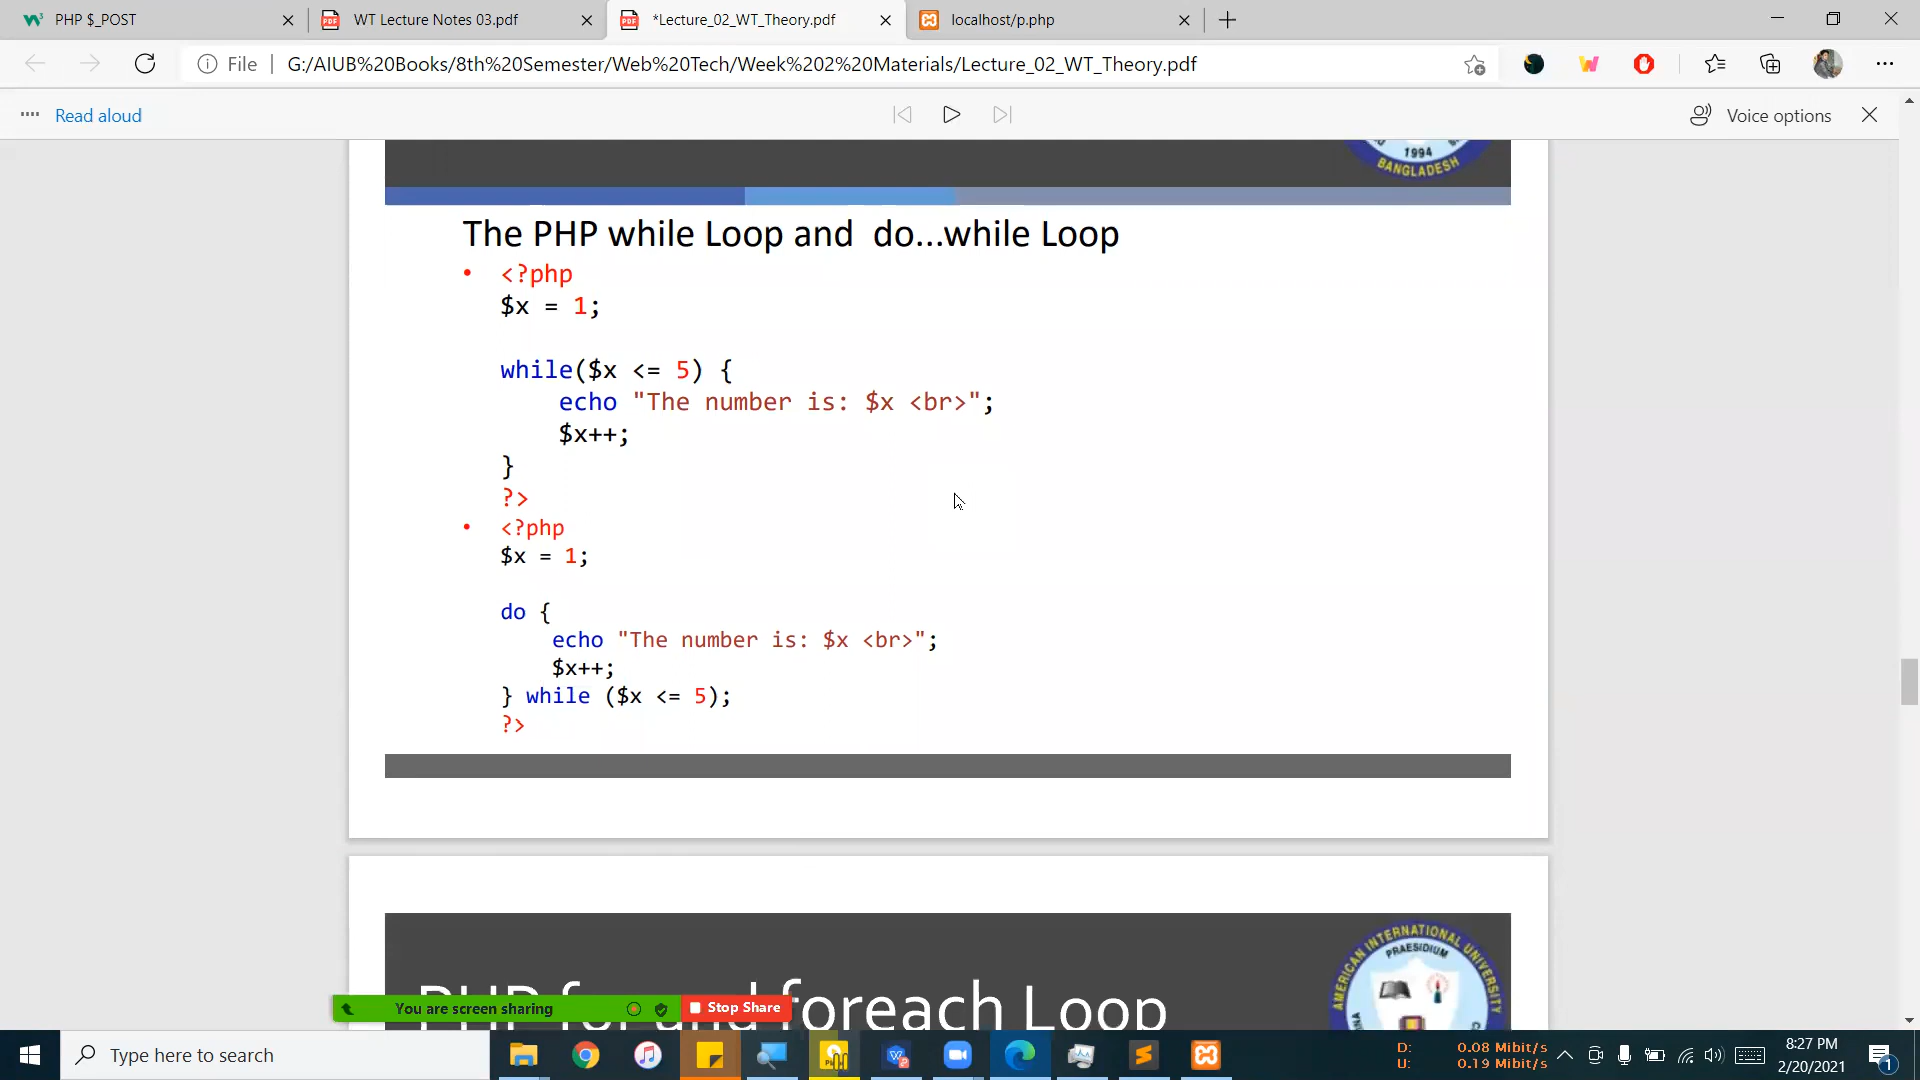 PHP $_POST
WT Lecture Notes 03.pdf
*Lecture_02_WT_Theory.pdf
localhost/p.php
File
G:/AIUB%20Books/8th%20Semester/Web%20Tech/Week%202%20Materials/Lecture_02_WT_Theory.pdf
Read aloud
Voice options
1994
BANGLADESH
The PHP while Loop and do...while Loop
• <?php
$x = 1;
while($x <= 5) {
echo "The number is: $x <br>";
$x++;
}
?>
• <?php
$x = 1;
do {
echo "The number is: $x <br>";
$x++;
} while ($x <= 5);
?>
AMERICAN INTERNATIONAL UNIVERSITY
PRAESIDIUM
PHP for and foreach Loop
You are screen sharing
Stop Share
Type here to search
D: 0.08 Mibit/s
U: 0.19 Mibit/s
8:27 PM
2/20/2021
1